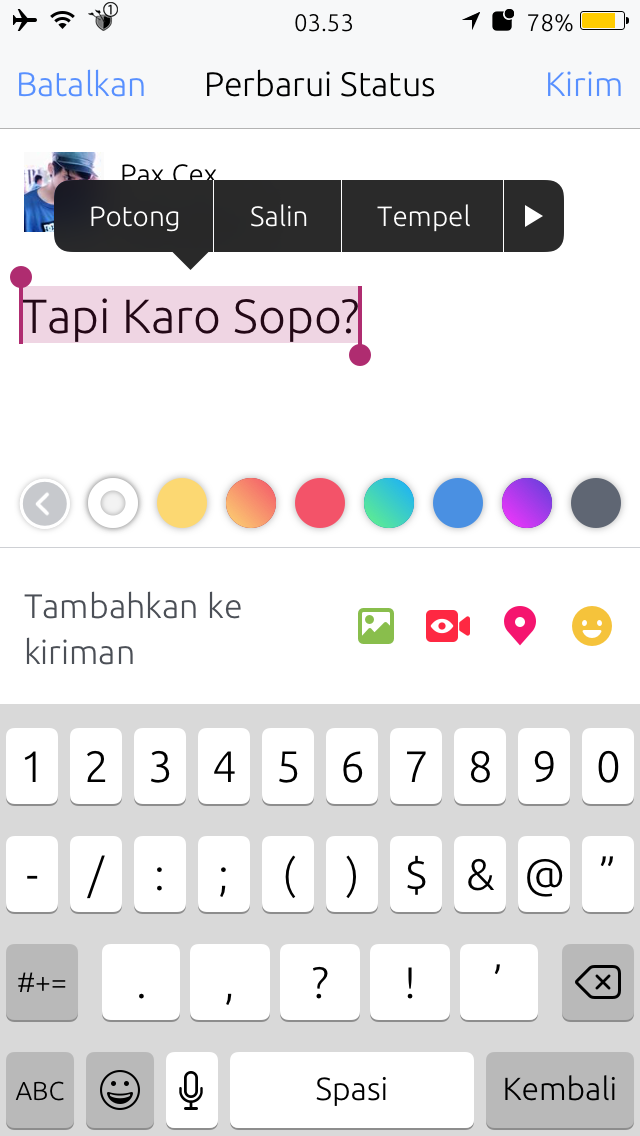 1
03.53
78%
Batalkan
Perbarui Status
Kirim
Pax Cex
Potong
Salin
Tempel
Tapi Karo Sopo?
Tambahkan ke
kiriman
1 2 3 4 5 6 7 8 9 0
- / : ; ( ) $ & @ ”
#+= . , ? ! ’
ABC
Spasi
Kembali